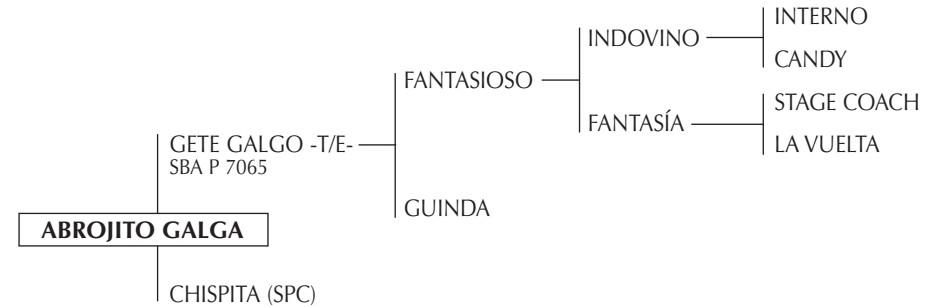 INTERNO
INDOVINO
CANDY
FANTASIOSO
STAGE COACH
FANTASÍA
LA VUELTA
GETE GALGO -T/E-
SBA P 7065
GUINDA
ABROJITO GALGA
CHISPITA (SPC)